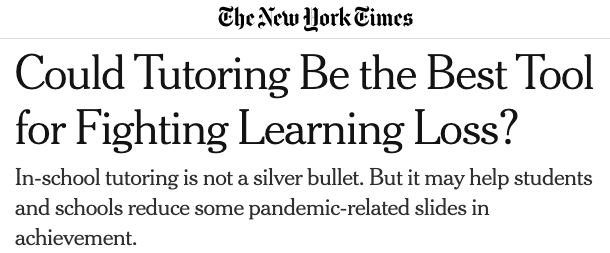 The New York Times
Could Tutoring Be the Best Tool
for Fighting Learning Loss?
In-school tutoring is not a silver bullet. But it may help students
and schools reduce some pandemic-related slides in
achievement.